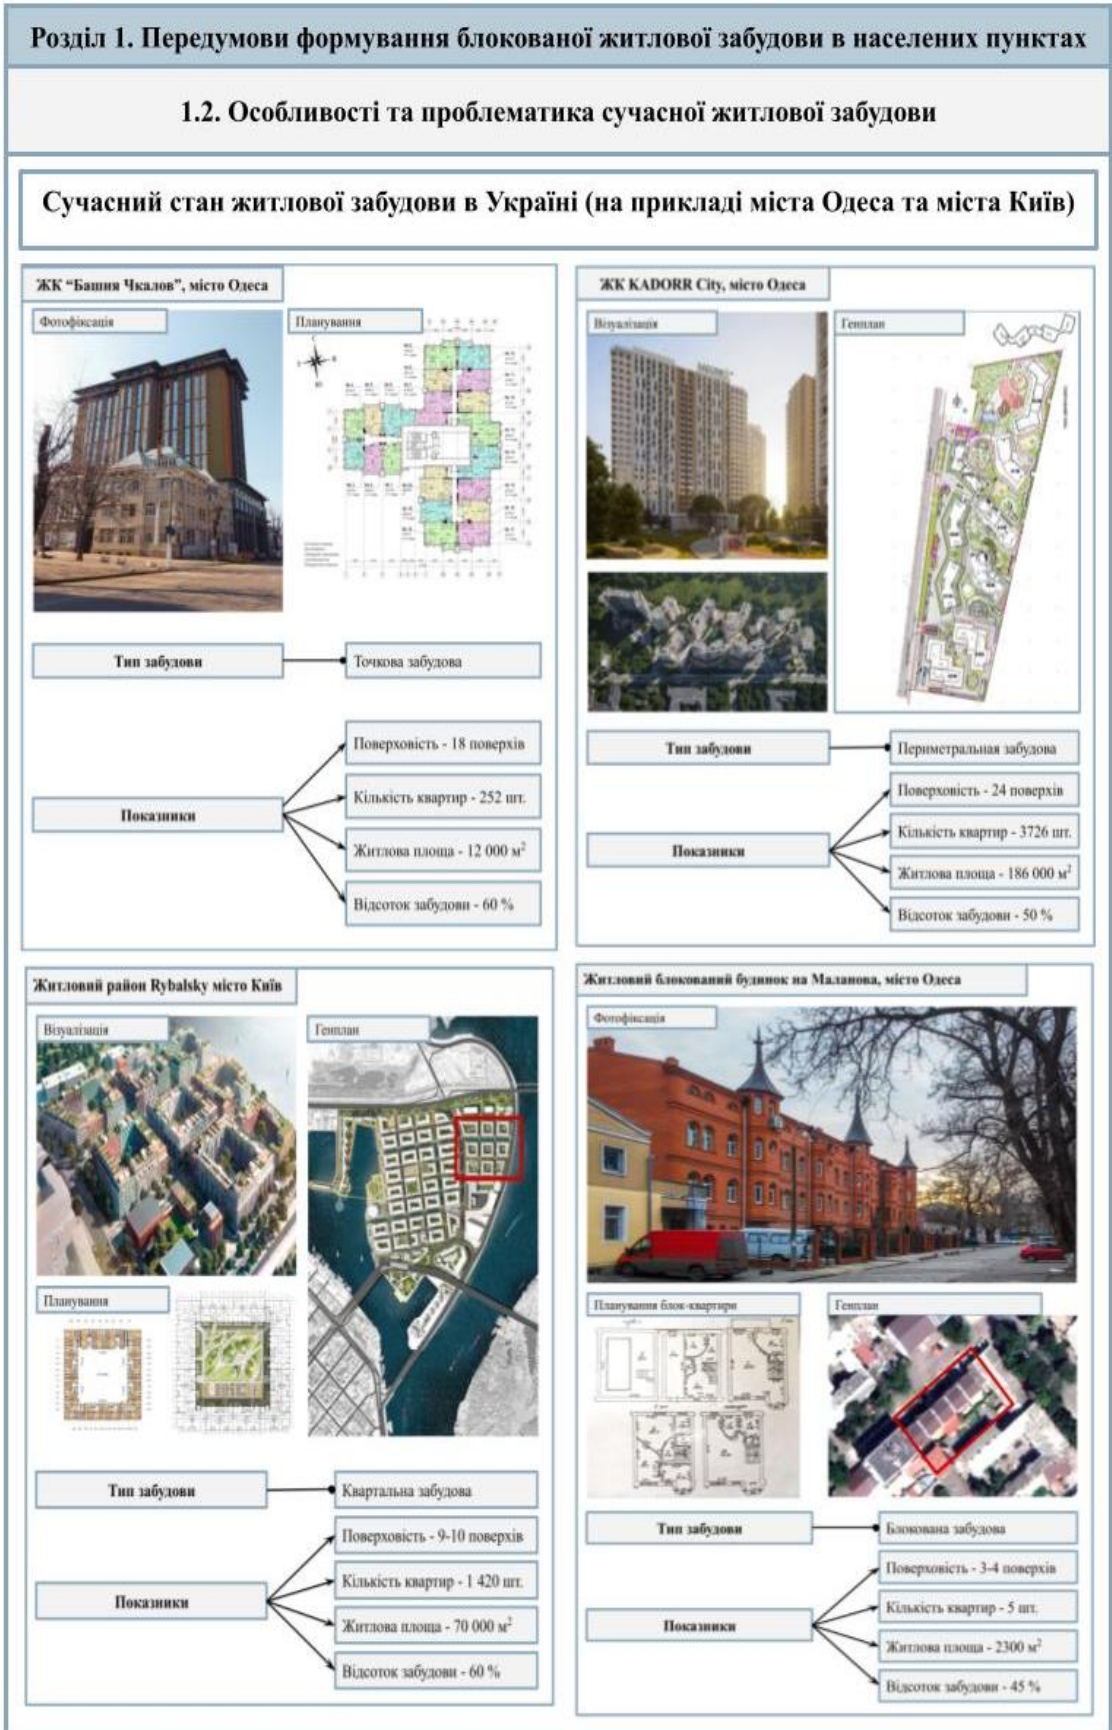 Розділ 1. Передумови формування блокованої житлової забудови в населених пунктах
1.2. Особливості та проблематика сучасної житлової забудови
Сучасний стан житлової забудови в Україні (на прикладі міста Одеса та міста Київ)
ЖК “Башня Чкалов”, місто Одеса
Фотофіксація
Планування
Тип забудови
Точкова забудова
Показники
Поверховість - 18 поверхів
Кількість квартир - 252 шт.
Житлова площа - 12 000 м²
Відсоток забудови - 60 %
ЖК KADORR City, місто Одеса
Візуалізація
Генплан
Тип забудови
Периметральная забудова
Показники
Поверховість - 24 поверхів
Кількість квартир - 3726 шт.
Житлова площа - 186 000 м²
Відсоток забудови - 50 %
Житловий район Rybalsky місто Київ
Візуалізація
Генплан
Планування
Тип забудови
Квартальна забудова
Показники
Поверховість - 9-10 поверхів
Кількість квартир - 1 420 шт.
Житлова площа - 70 000 м²
Відсоток забудови - 60 %
Житловий блокований будинок на Маланова, місто Одеса
Фотофіксація
Планування блок-квартири
Генплан
Тип забудови
Блокована забудова
Показники
Поверховість - 3-4 поверхів
Кількість квартир - 5 шт.
Житлова площа - 2300 м²
Відсоток забудови - 45 %